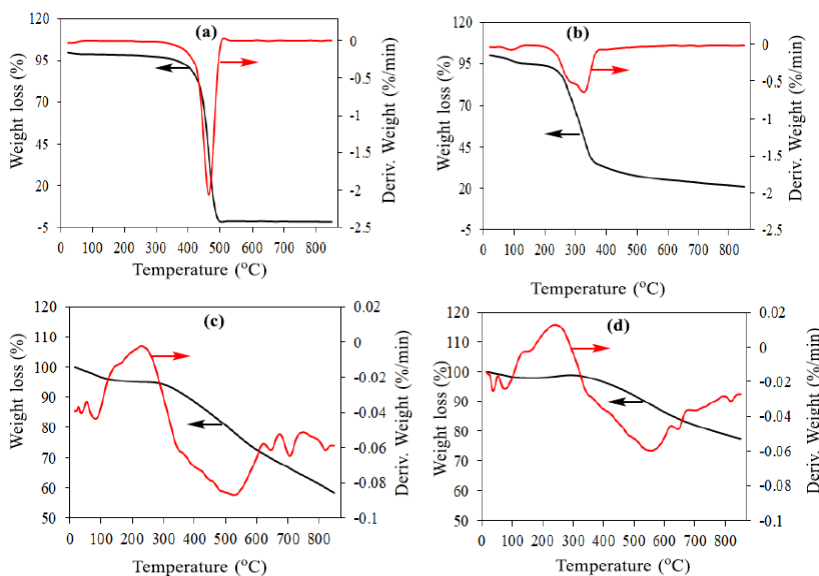 (a)
120
95
70
45
20
-5
Weight loss (%)
0
-0.5
-1
-1.5
-2
-2.5
Deriv. Weight (%/min)
0 100 200 300 400 500 600 700 800
Temperature (°C)
(b)
120
95
70
45
20
-5
Weight loss (%)
0
-0.5
-1
-1.5
-2
-2.5
Deriv. Weight (%/min)
0 100 200 300 400 500 600 700 800
Temperature (°C)
(c)
120
110
100
90
80
70
60
50
Weight loss (%)
0.02
0
-0.02
-0.04
-0.06
-0.08
-0.1
Deriv. Weight (%/min)
0 100 200 300 400 500 600 700 800
Temperature (°C)
(d)
120
110
100
90
80
70
60
50
Weight loss (%)
0.02
0
-0.02
-0.04
-0.06
-0.08
-0.1
Deriv. Weight (%/min)
0 100 200 300 400 500 600 700 800
Temperature (°C)